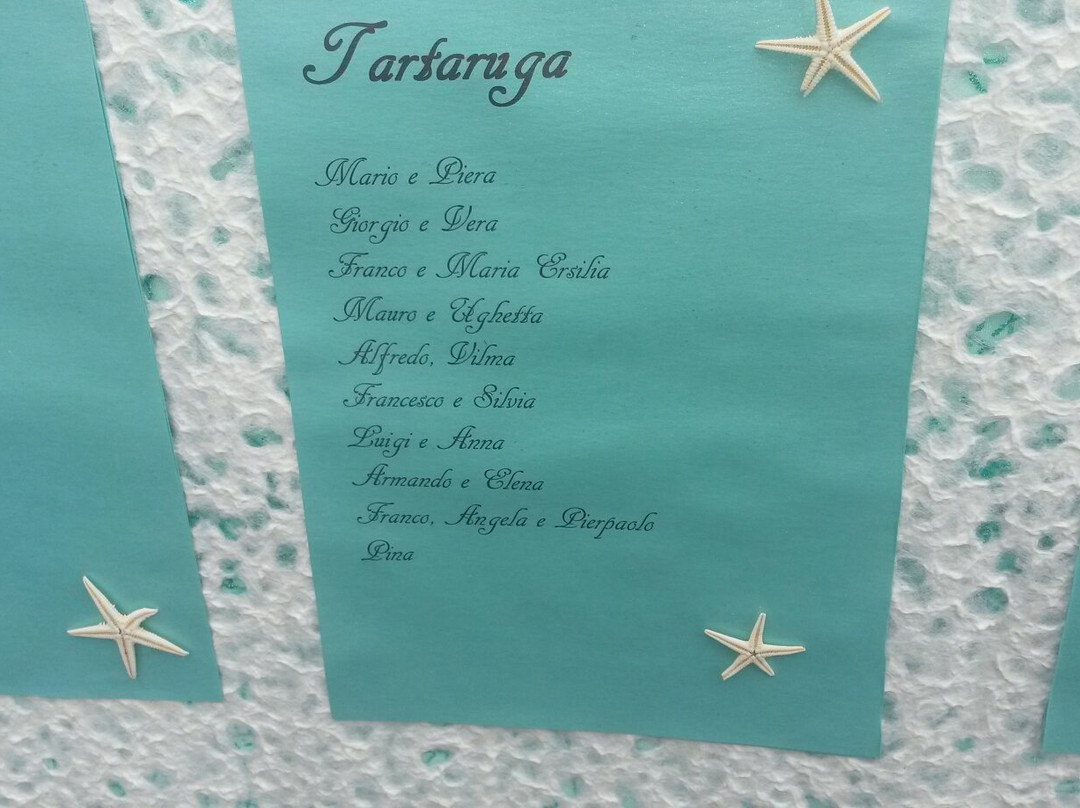 Tartaruga
Mario e Piera
Giorgio e Vera
Franco e Maria Ersilia
Mauro e Ughetta
Alfredo, Vilma
Francesco e Silvia
Luigi e Anna
Armando e Elena
Franco, Angela e Pierpaolo
Pina